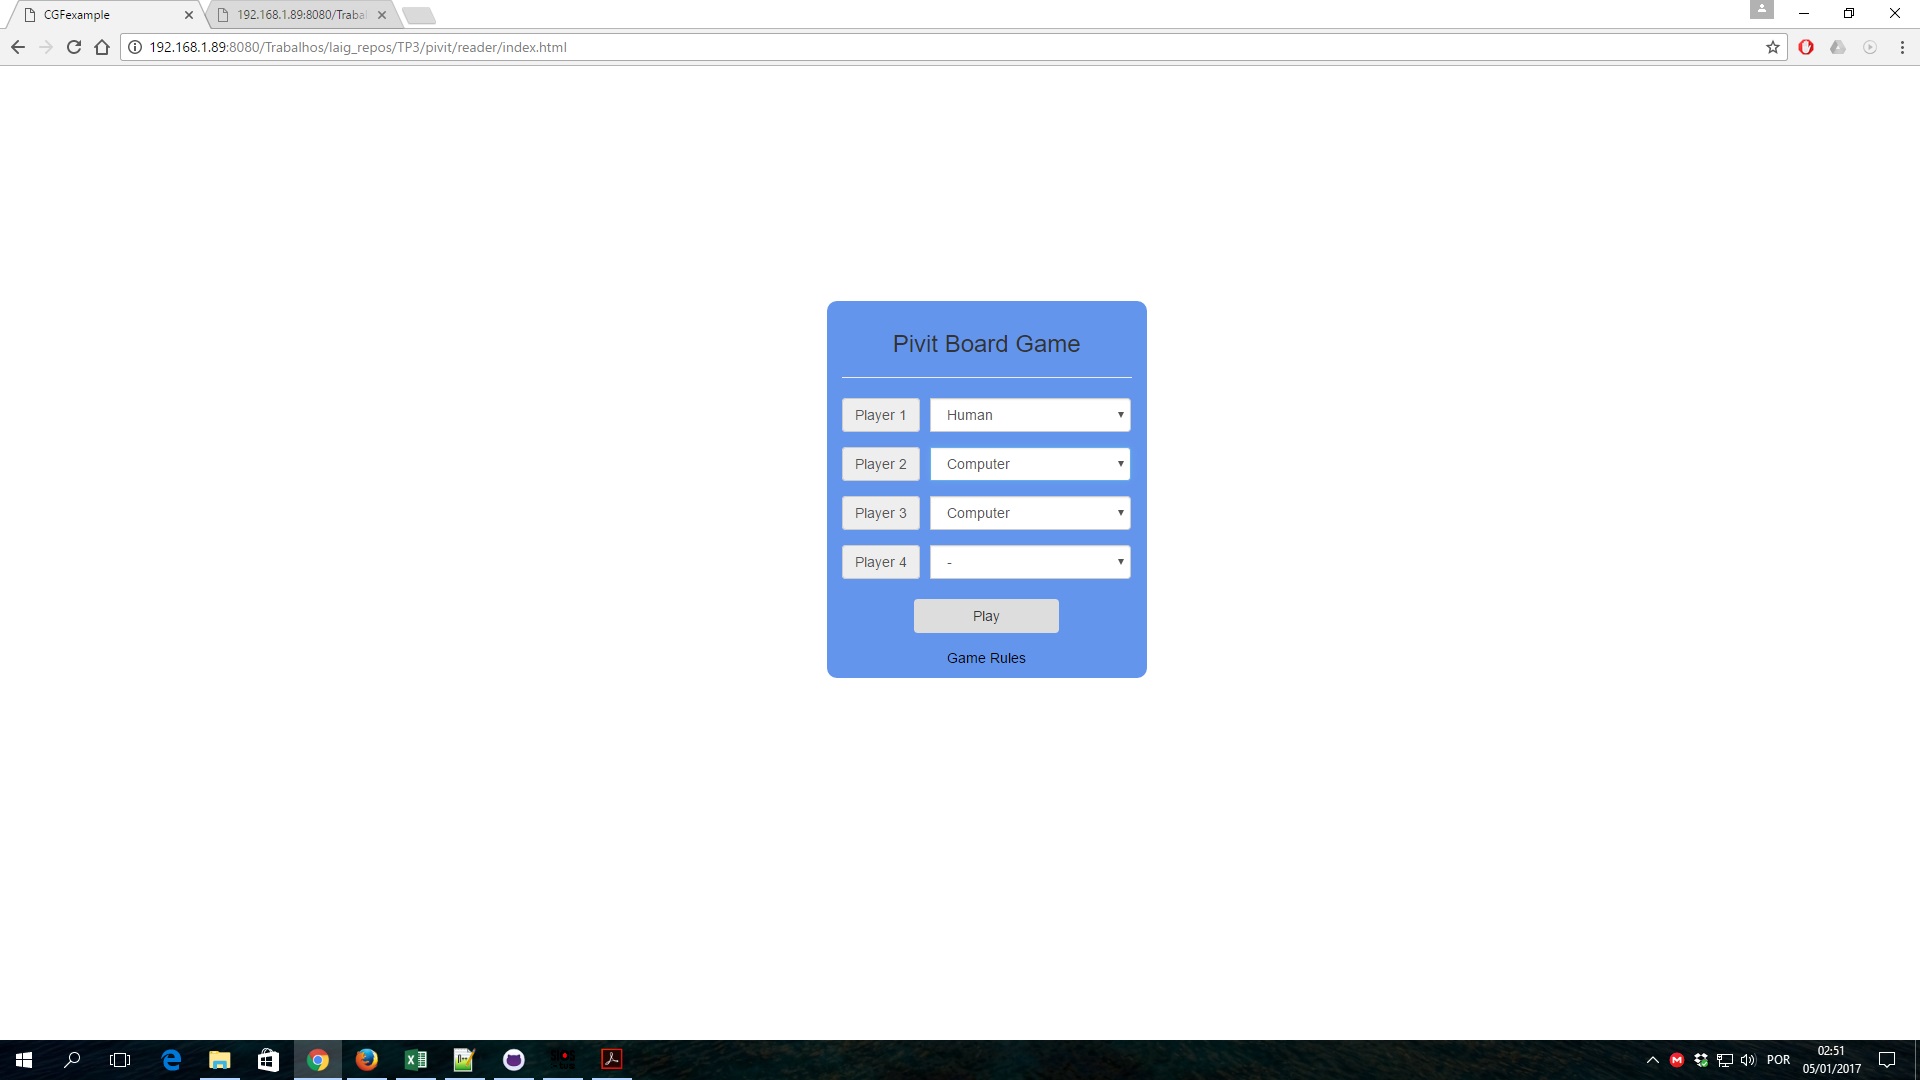 CGFexample
192.168.1.89:8080/Traba
192.168.1.89:8080/Trabalhos/laig_repos/TP3/pivit/reader/index.html
Pivit Board Game
Player 1 Human
Player 2 Computer
Player 3 Computer
Player 4 -
Play
Game Rules
POR
02:51
05/01/2017